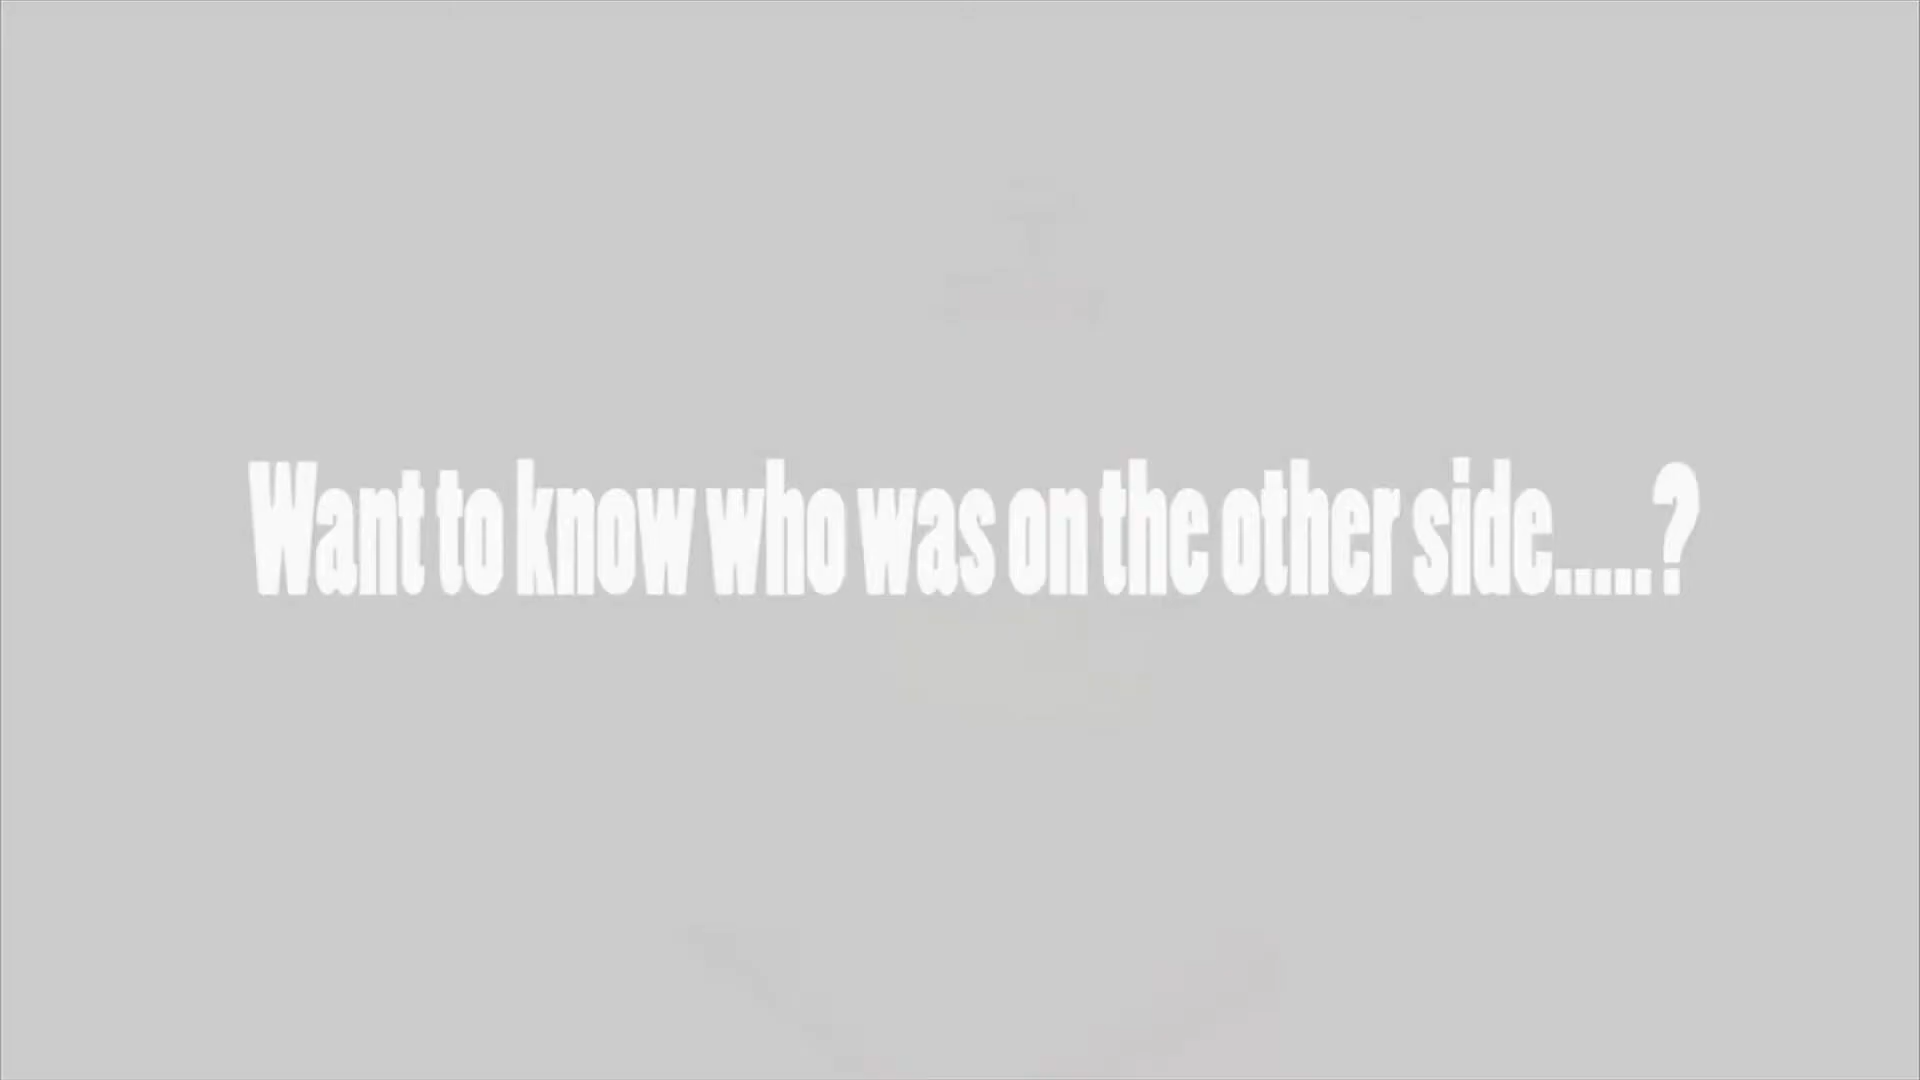 Want to know who was on the other side.....?